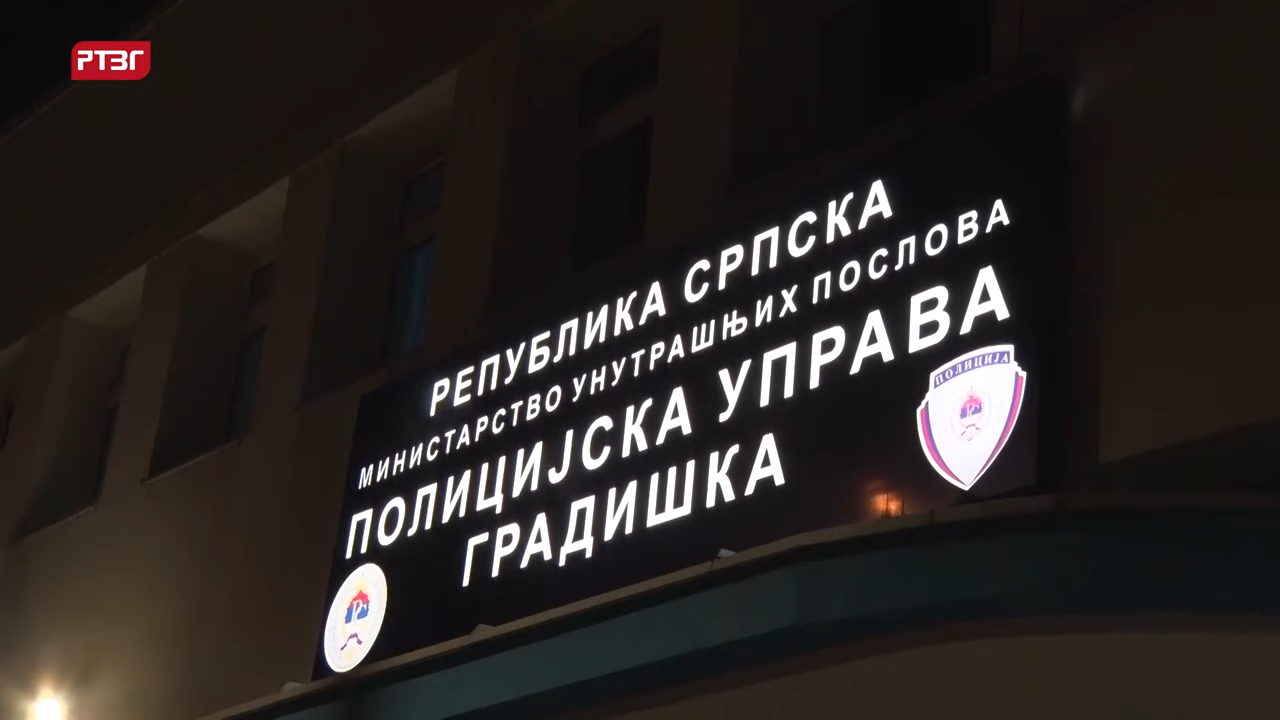 РТВГ
РЕПУБЛИКА СРПСКА
МИНИСТАРСТВО УНУТРАШЊИХ ПОСЛОВА
ПОЛИЦИЈСКА УПРАВА
ГРАДИШКА
ПОЛИЦИЈА